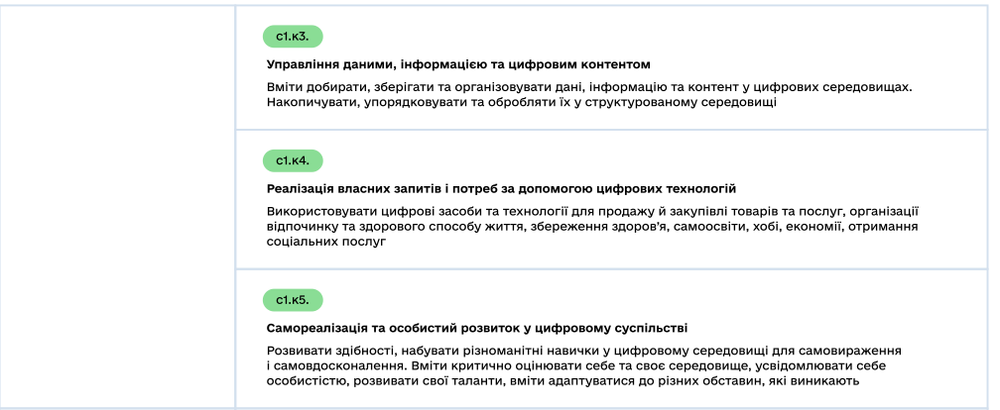 с1.к3.
Управління даними, інформацією та цифровим контентом
Вміти добирати, зберігати та організовувати дані, інформацію та контент у цифрових середовищах.
Накопичувати, упорядковувати та обробляти їх у структурованому середовищі
с1.к4.
Реалізація власних запитів і потреб за допомогою цифрових технологій
Використовувати цифрові засоби та технології для продажу й закупівлі товарів та послуг, організації
відпочинку та здорового способу життя, збереження здоров'я, самоосвіти, хобі, економії, отримання
соціальних послуг
с1.к5.
Самореалізація та особистий розвиток у цифровому суспільстві
Розвивати здібності, набувати різноманітні навички у цифровому середовищі для самовираження
і самовдосконалення. Вміти критично оцінювати себе та своє середовище, усвідомлювати себе
особистістю, розвивати свої таланти, вміти адаптуватися до різних обставин, які виникають